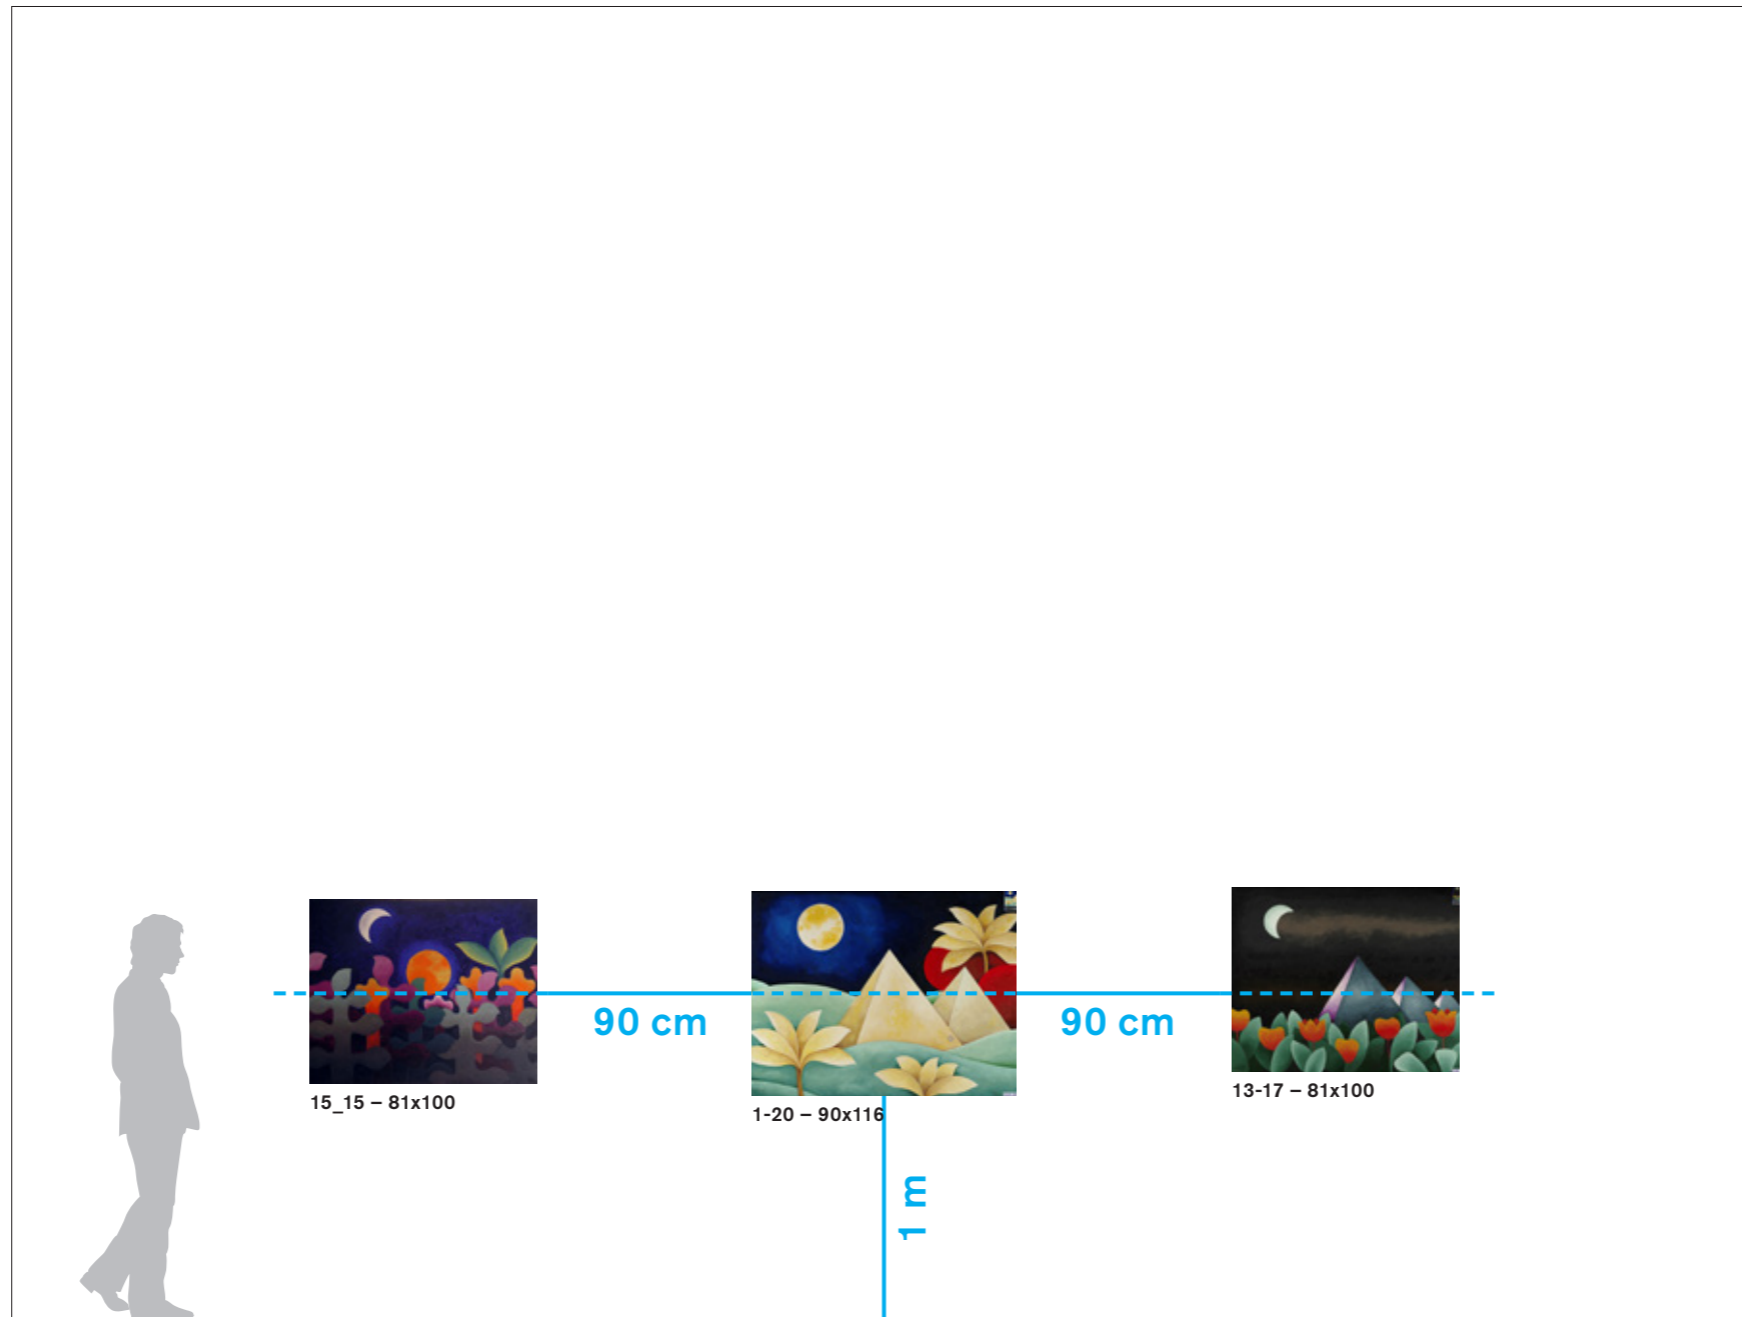 90 cm
90 cm
15_15 – 81x100
1-20 – 90x116
13-17 – 81x100
1 m